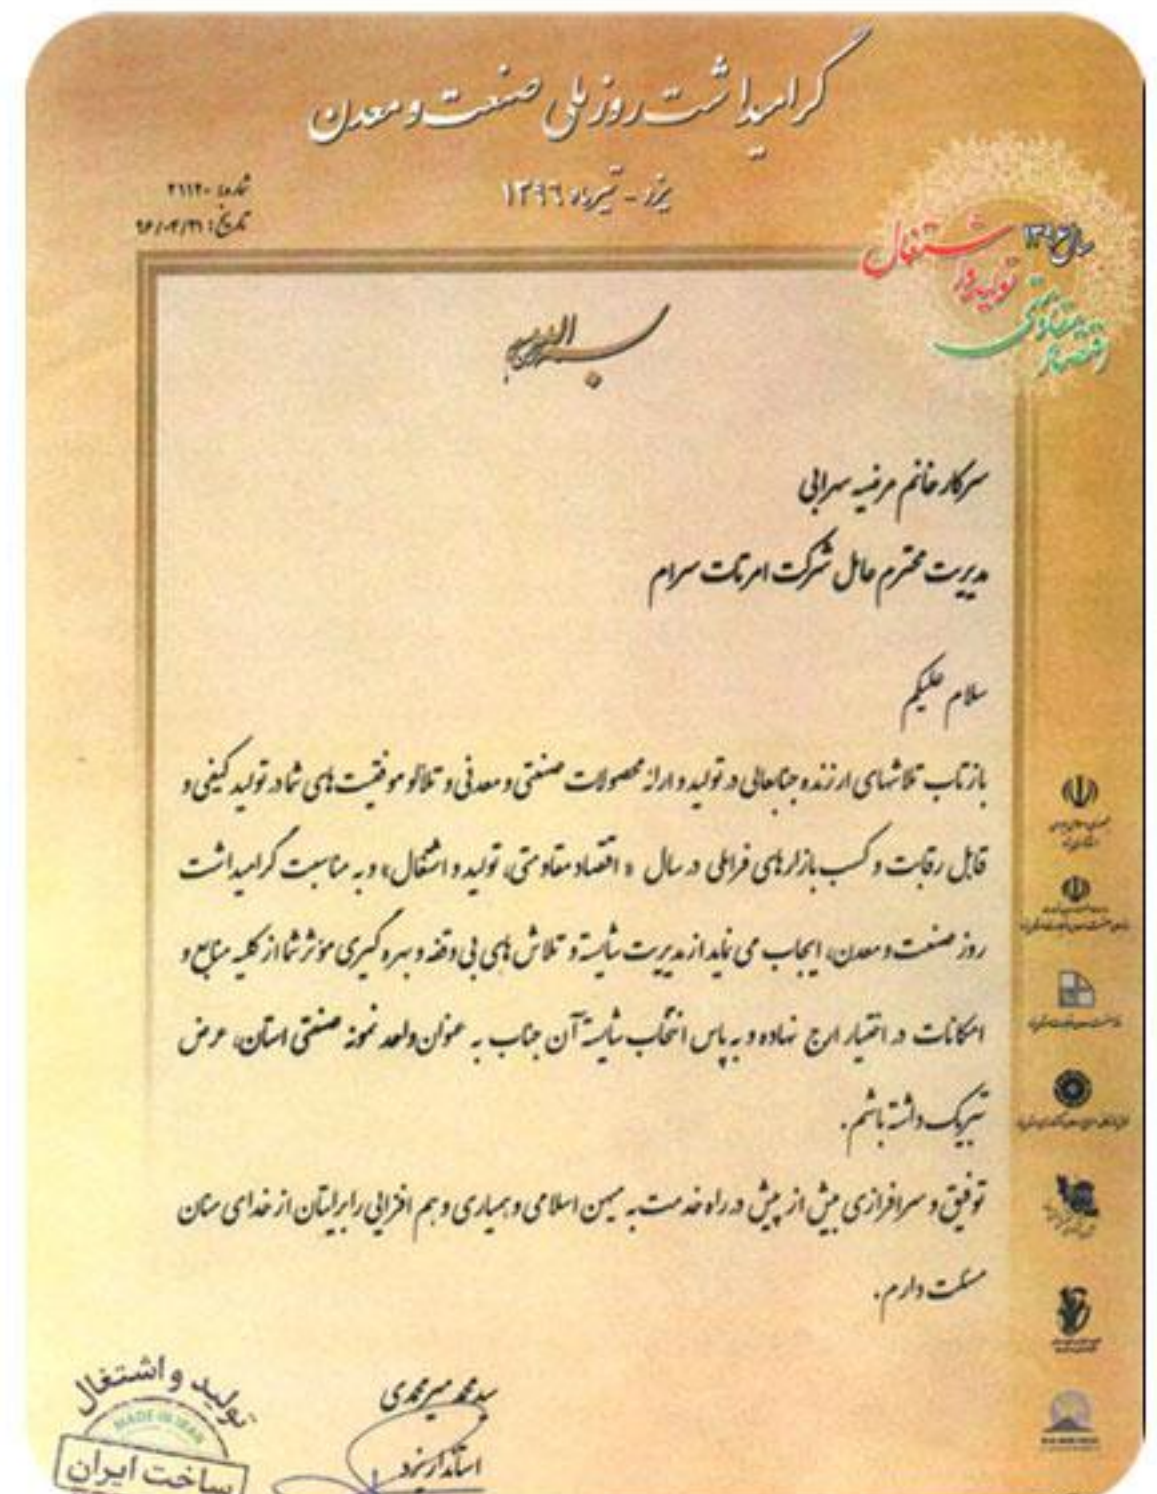 گرامیداشت روز ملی صنعت و معدن
یزد - تیرماه ۱۳۹۶
شماره: ۲۱۱۲۰
تاریخ: ۹۶/۰۴/۲۱
سال ۱۳۹۶
اقتصاد مقاومتی
تولید و اشتغال
بسم الله الرحمن الرحیم
سرکار خانم مرضیه سرابی
مدیریت محترم عامل شرکت امرتات سرام
سلام علیکم
بازتاب تلاشهای ارزنده جنابعالی در تولید و ارائه محصولات صنعتی و معدنی و تلالو موفقیت های شما در تولید کیفی و
قابل رقابت و کسب بازارهای فراملی در سال « اقتصاد مقاومتی، تولید و اشتغال» و به مناسبت گرامیداشت
روز صنعت و معدن، ایجاب می نماید از مدیریت شایسته و تلاش های بی وقفه و بهره گیری مؤثر شما از کلیه منابع و
امکانات در اختیار ارج نهاده و به پاس انتخاب شایسته آن جناب به عنوان واحد نمونه صنعتی استان، عرض
تبریک داشته باشم.
توفیق و سرافرازی بیش از پیش در راه خدمت به میهن اسلامی و همیاری و هم افزایی را برایتان از خدای منان
مسئلت دارم.
سید محمد میرمحمدی
استاندار یزد
تولید و اشتغال
MADE IN IRAN
ساخت ایران